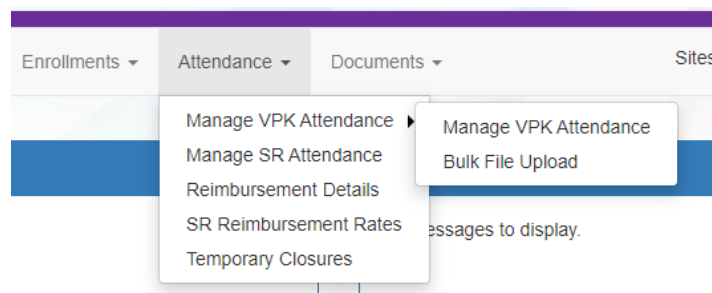 Enrollments Attendance Documents Sites
Manage VPK Attendance Manage VPK Attendance
Manage SR Attendance Bulk File Upload
Reimbursement Details
SR Reimbursement Rates to display.
Temporary Closures